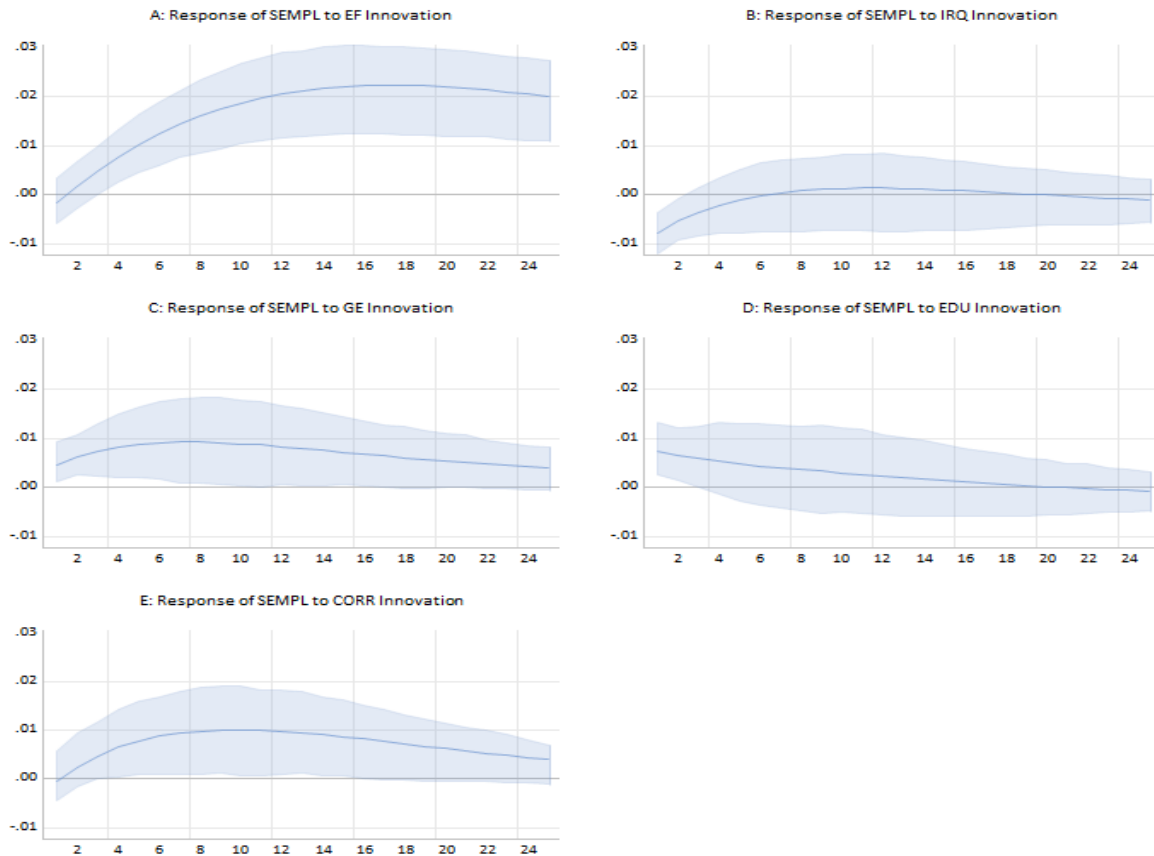 A: Response of SEMPL to EF Innovation
.03
.02
.01
.00
-.01
2 4 6 8 10 12 14 16 18 20 22 24
B: Response of SEMPL to IRQ Innovation
.03
.02
.01
.00
-.01
2 4 6 8 10 12 14 16 18 20 22 24
C: Response of SEMPL to GE Innovation
.03
.02
.01
.00
-.01
2 4 6 8 10 12 14 16 18 20 22 24
D: Response of SEMPL to EDU Innovation
.03
.02
.01
.00
-.01
2 4 6 8 10 12 14 16 18 20 22 24
E: Response of SEMPL to CORR Innovation
.03
.02
.01
.00
-.01
2 4 6 8 10 12 14 16 18 20 22 24